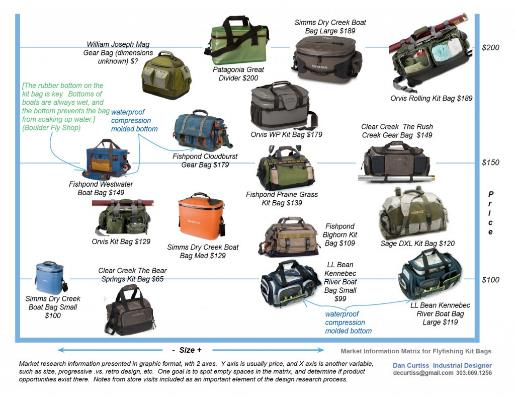 Simms Dry Creek Boat
Bag Large $189
William Joseph Mag
Gear Bag (dimensions
unknown) $?
$200
Patagonia Great
Divider $200
Orvis Rolling Kit Bag $189
[The rubber bottom on the
kit bag is key. Bottoms of
boats are always wet, and
the bottom prevents the bag
from soaking up water.]
(Boulder Fly Shop)
waterproof
compression
molded bottom
Orvis WP Kit Bag $179
Clear Creek The Rush
Creek Gear Bag $149
Fishpond Cloudburst
Gear Bag $179
$150
Fishpond Westwater
Boat Bag $149
Fishpond Prairie Grass
Kit Bag $139
Price
Orvis Kit Bag $129
Simms Dry Creek Boat
Bag Med $129
Fishpond
Bighorn Kit
Bag $109
Sage DXL Kit Bag $120
Clear Creek The Bear
Springs Kit Bag $65
LL Bean
Kennebec
River Boat
Bag Small
$99
$100
Simms Dry Creek
Boat Bag Small
$100
LL Bean Kennebec
River Boat Bag
Large $119
waterproof
compression
molded bottom
- Size +
Market Information Matrix for Flyfishing Kit Bags
Market research information presented in graphic format, wth 2 axes. Y axis is usually price, and X axis is another variable,
such as size, progressive vs. retro design, etc. One goal is to spot empty spaces in the matrix, and determine if product
opportunities exist there. Notes from store visits included as an important element of the design research process.
Dan Curtiss, Industrial Designer
dccurtiss@gmail.com 303.669.1256